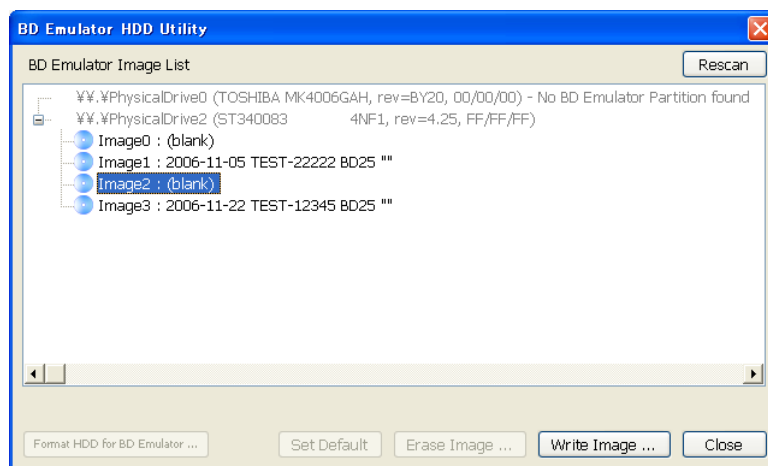 BD Emulator HDD Utility
BD Emulator Image List
Rescan
¥¥.¥PhysicalDrive0 (TOSHIBA MK4006GAH, rev=BY20, 00/00/00) - No BD Emulator Partition found
¥¥.¥PhysicalDrive2 (ST340083 4NF1, rev=4.25, FF/FF/FF)
Image0 : (blank)
Image1 : 2006-11-05 TEST-22222 BD25 ""
Image2 : (blank)
Image3 : 2006-11-22 TEST-12345 BD25 ""
Format HDD for BD Emulator ...
Set Default
Erase Image ...
Write Image ...
Close